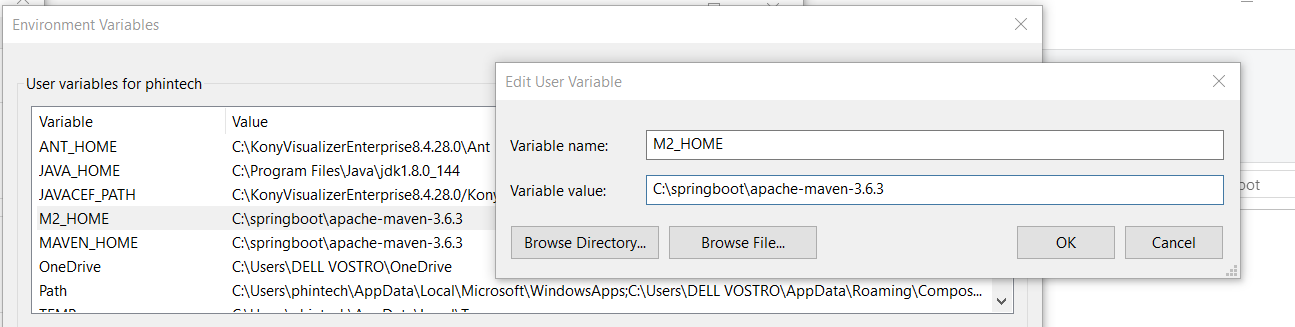 Environment Variables
User variables for phintech
Variable Value
ANT_HOME C:\KonyVisualizerEnterprise8.4.28.0\Ant
JAVA_HOME C:\Program Files\Java\jdk1.8.0_144
JAVACEF_PATH C:\KonyVisualizerEnterprise8.4.28.0/Kony
M2_HOME C:\springboot\apache-maven-3.6.3
MAVEN_HOME C:\springboot\apache-maven-3.6.3
OneDrive C:\Users\DELL VOSTRO\OneDrive
Path C:\Users\phintech\AppData\Local\Microsoft\WindowsApps;C:\Users\DELL VOSTRO\AppData\Roaming\Compos...
Edit User Variable
Variable name: M2_HOME
Variable value: C:\springboot\apache-maven-3.6.3
Browse Directory... Browse File... OK Cancel
oot